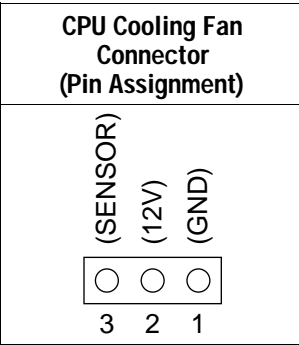 CPU Cooling Fan
Connector
(Pin Assignment)
(SENSOR)
(12V)
(GND)
3 2 1